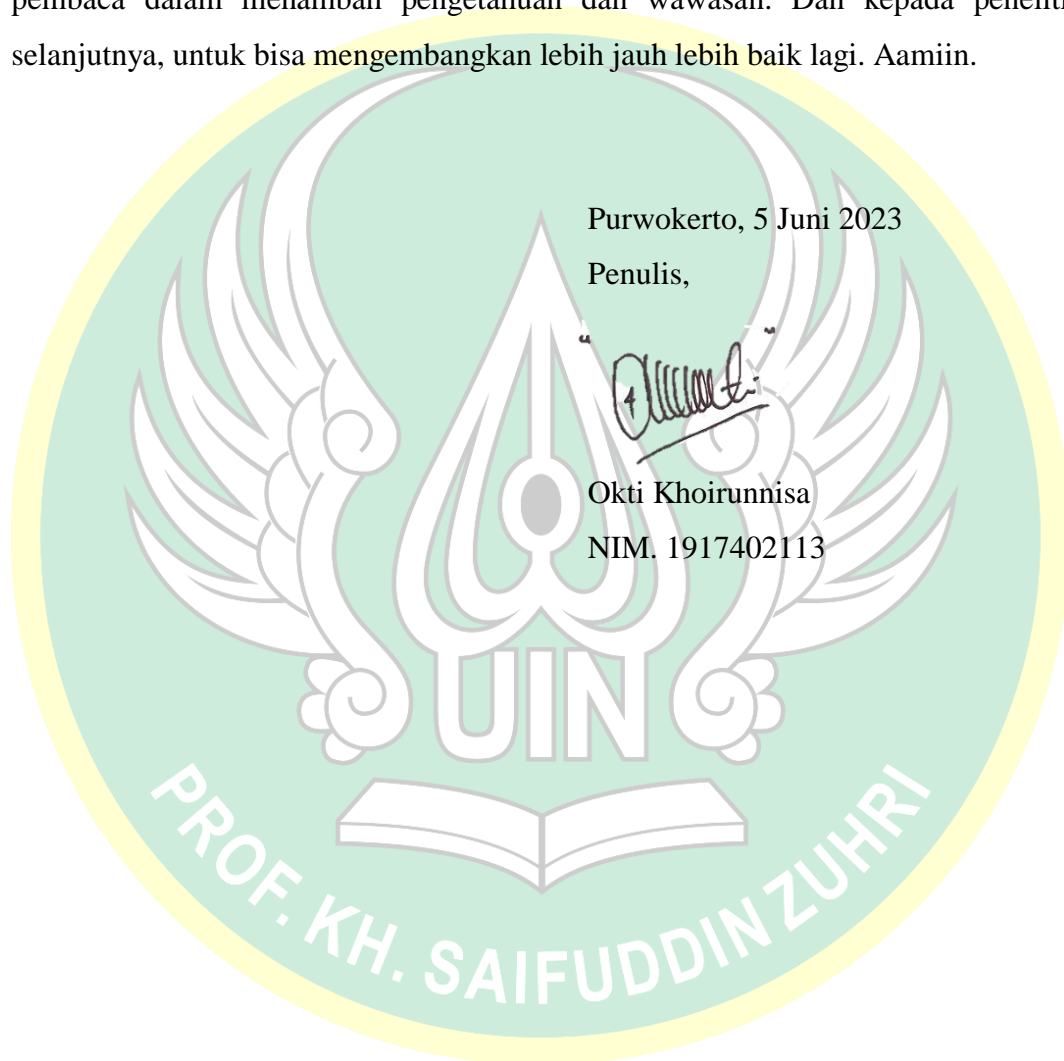 pembaca dalam menambah pengetahuan dan wawasan. Dan kepada peneliti
selanjutnya, untuk bisa mengembangkan lebih jauh lebih baik lagi. Aamiin.
Purwokerto, 5 Juni 2023
Penulis,
Okti Khoirunnisa
NIM. 1917402113
UIN
PROF. KH. SAIFUDDIN ZUHRI